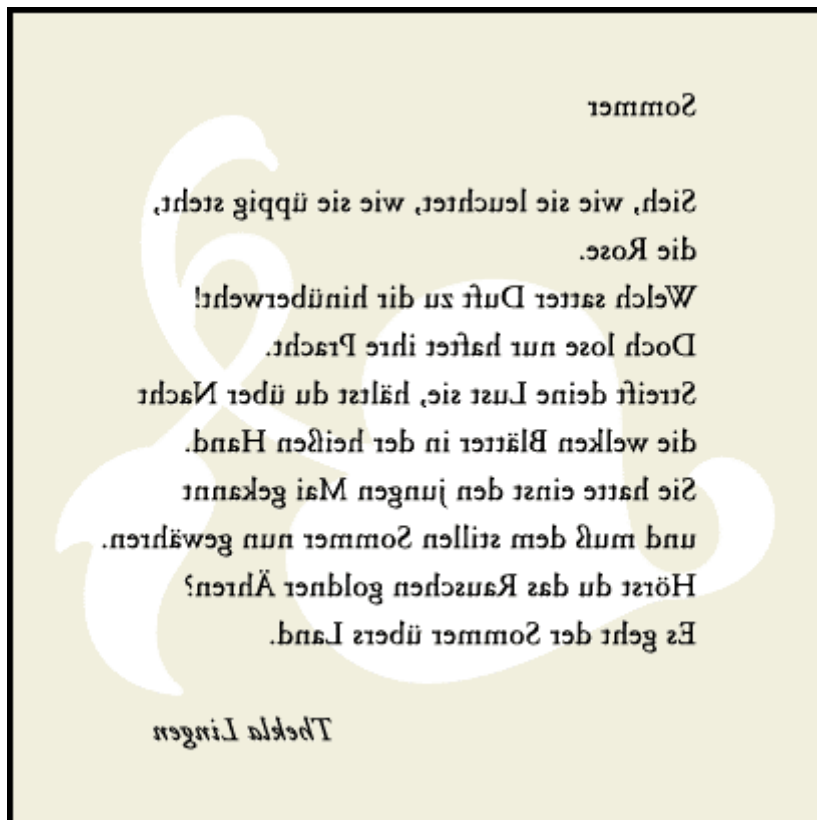 Sommer
Sieh, wie sie leuchtet, wie sie üppig steht,
die Rose.
Welch satter Duft zu dir hinüberweht!
Doch lose nur haftet ihre Pracht.
Streift deine Lust sie, hältst du über Nacht
die welken Blätter in der heißen Hand.
Sie hatte einst den jungen Mai gekannt
und muß dem stillen Sommer nun gewähren.
Hörst du das Rauschen goldner Ähren?
Es geht der Sommer übers Land.
Thekla Lingen